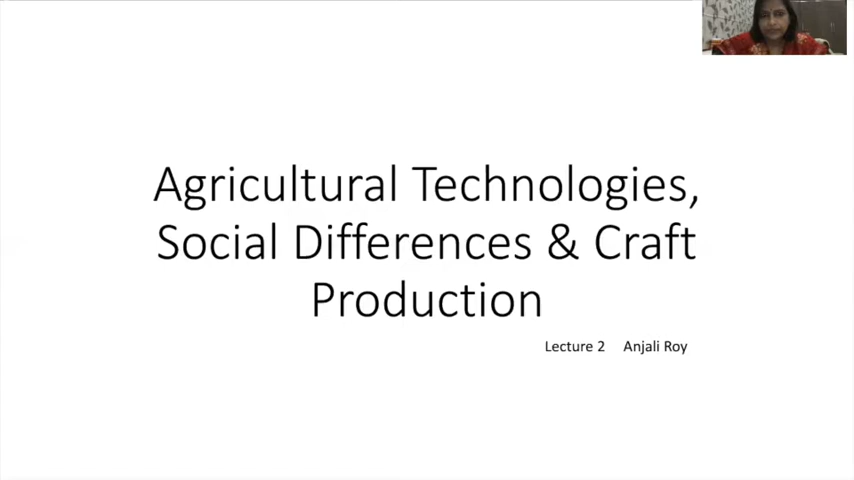 Agricultural Technologies,
Social Differences & Craft
Production
Lecture 2 Anjali Roy